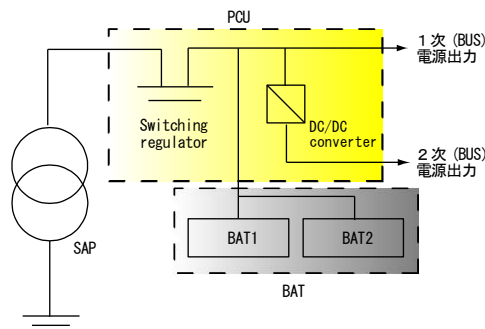 PCU
1次(BUS)
電源出力
Switching
regulator
DC/DC
converter
2次(BUS)
電源出力
BAT1
BAT2
SAP
BAT